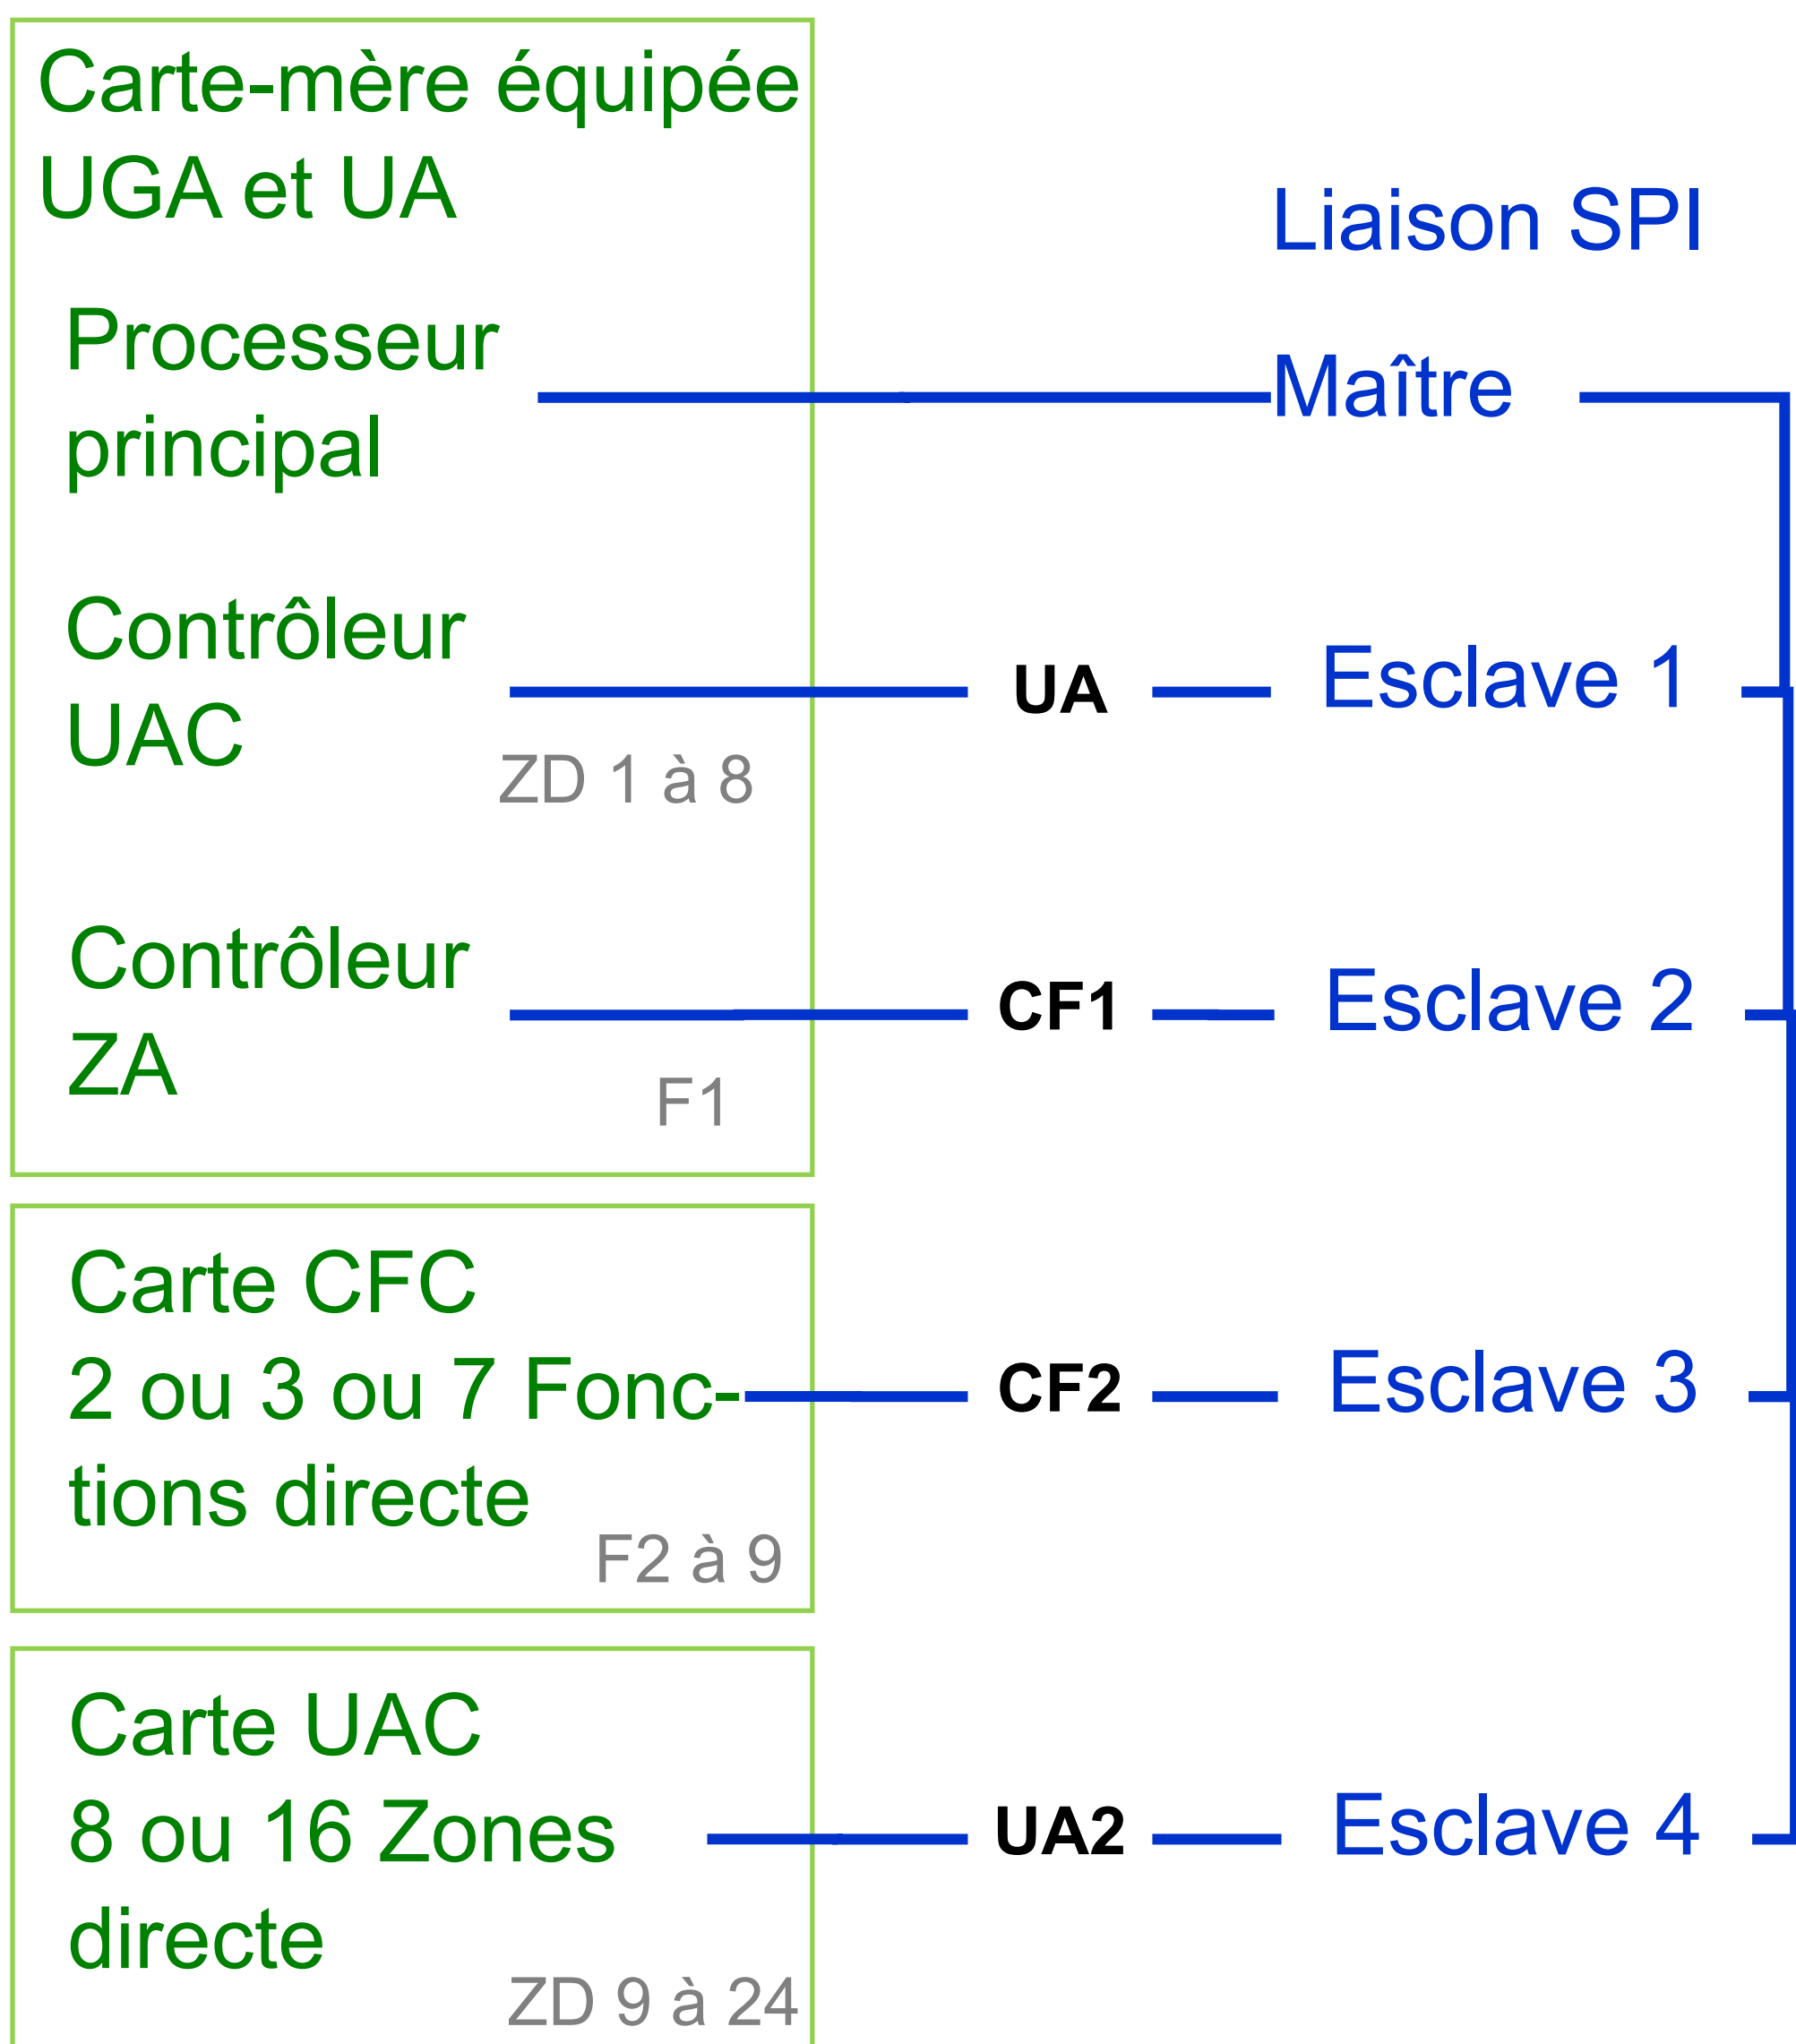 Carte-mère équipée
UGA et UA
Liaison SPI
Processeur
principal
Maître
Contrôleur
UAC
UA
Esclave 1
ZD 1 à 8
Contrôleur
ZA
CF1
Esclave 2
F1
Carte CFC
2 ou 3 ou 7 Fonc-
tions directe
CF2
Esclave 3
F2 à 9
Carte UAC
8 ou 16 Zones
directe
UA2
Esclave 4
ZD 9 à 24